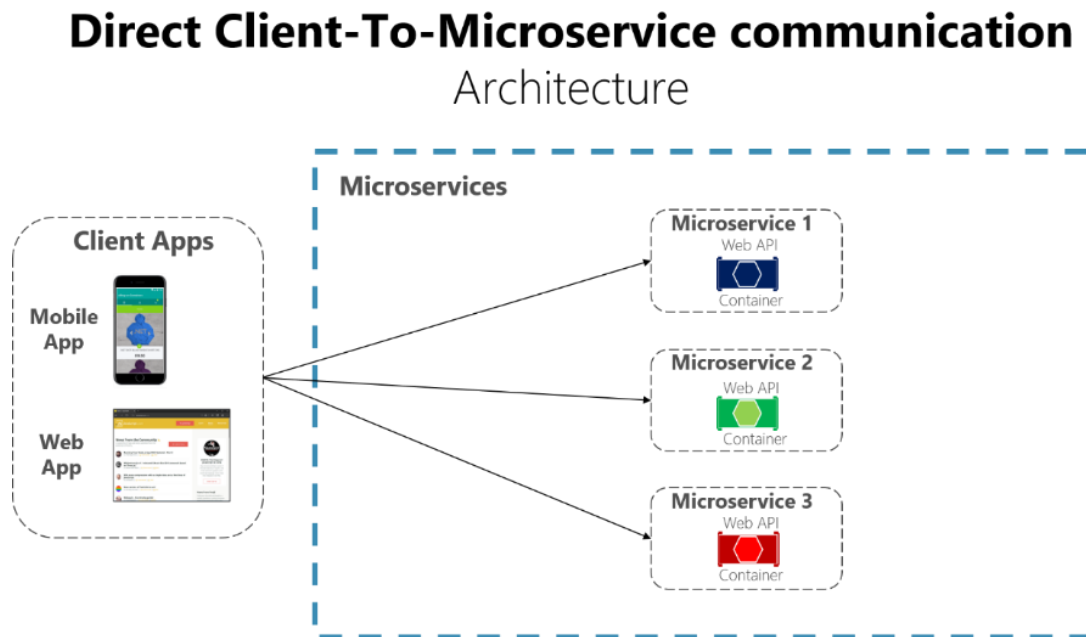 Direct Client-To-Microservice communication
Architecture
Microservices
Client Apps
Mobile
App
Web
App
Microservice 1
Web API
Container
Microservice 2
Web API
Container
Microservice 3
Web API
Container